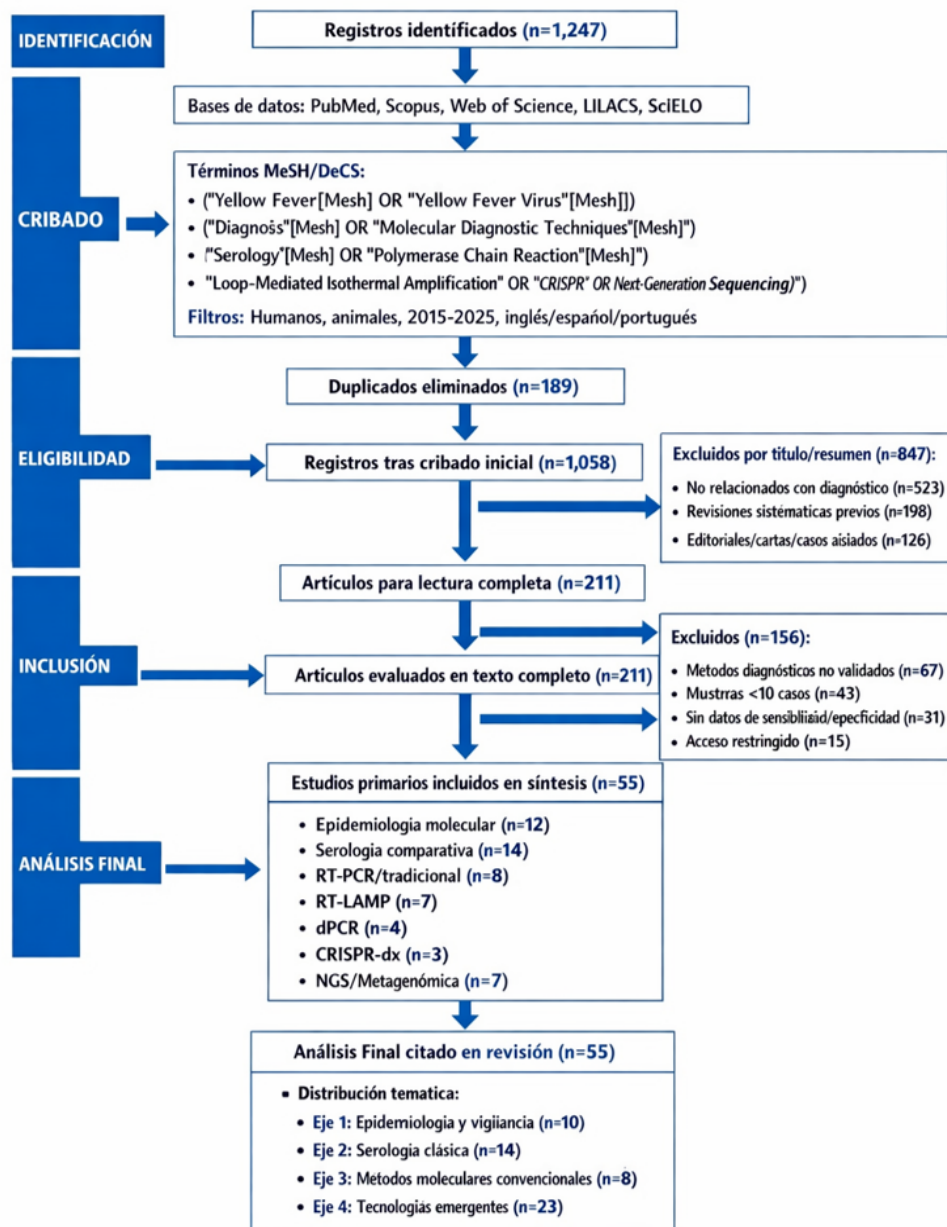 IDENTIFICACIÓN
Registros identificados (n=1,247)
Bases de datos: PubMed, Scopus, Web of Science, LILACS, SciELO
CRIBADO
Términos MeSH/DeCS:
• ("Yellow Fever[Mesh] OR "Yellow Fever Virus"[Mesh]])
• ("Diagnosis"[Mesh] OR "Molecular Diagnostic Techniques"[Mesh]")
• ("Serology"[Mesh] OR "Polymerase Chain Reaction"[Mesh]")
• "Loop-Mediated Isothermal Amplification" OR "CRISPR" OR Next-Generation Sequencing)")
Filtros: Humanos, animales, 2015-2025, inglés/español/portugués
Duplicados eliminados (n=189)
ELIGIBILIDAD
Registros tras cribado inicial (n=1,058)
Excluidos por titulo/resumen (n=847):
• No relacionados con diagnóstico (n=523)
• Revisiones sistematicas previos (n=198)
• Editoriales/cartas/casos aisiados (n=126)
Artículos para lectura completa (n=211)
INCLUSIÓN
Articulos evaluados en texto completo (n=211)
Excluidos (n=156):
• Metodos diagnósticos no validados (n=67)
• Mustrras <10 casos (n=43)
• Sin datos de sensibliiaid/epecficidad (n=31)
• Acceso restringido (n=15)
Estudios primarios incluidos en síntesis (n=55)
ANÁLISIS FINAL
• Epidemiologia molecular (n=12)
• Serologia comparativa (n=14)
• RT-PCR/tradicional (n=8)
• RT-LAMP (n=7)
• dPCR (n=4)
• CRISPR-dx (n=3)
• NGS/Metagenómica (n=7)
Análisis Final citado en revisión (n=55)
▪ Distribución tematica:
• Eje 1: Epidemiologia y vigiiancia (n=10)
• Eje 2: Serologia clásica (n=14)
• Eje 3: Metodos moleculares convencionales (n=8)
• Eje 4: Tecnologias emergentes (n=23)